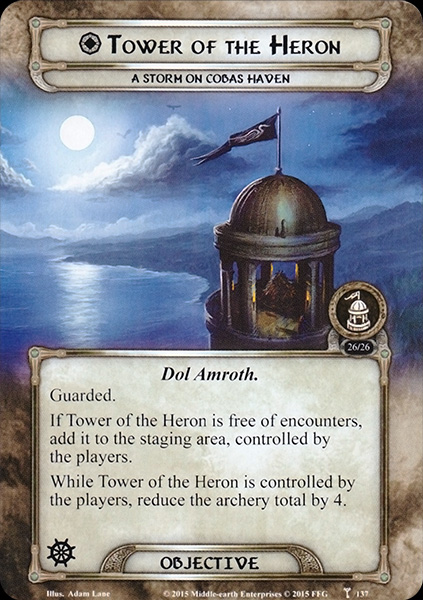 Tower of the Heron
A Storm on Cobas Haven
26/26
Dol Amroth.
Guarded.
If Tower of the Heron is free of encounters,
add it to the staging area, controlled by
the players.
While Tower of the Heron is controlled by
the players, reduce the archery total by 4.
Objective
Illus. Adam Lane © 2015 Middle-earth Enterprises © 2015 FFG 137